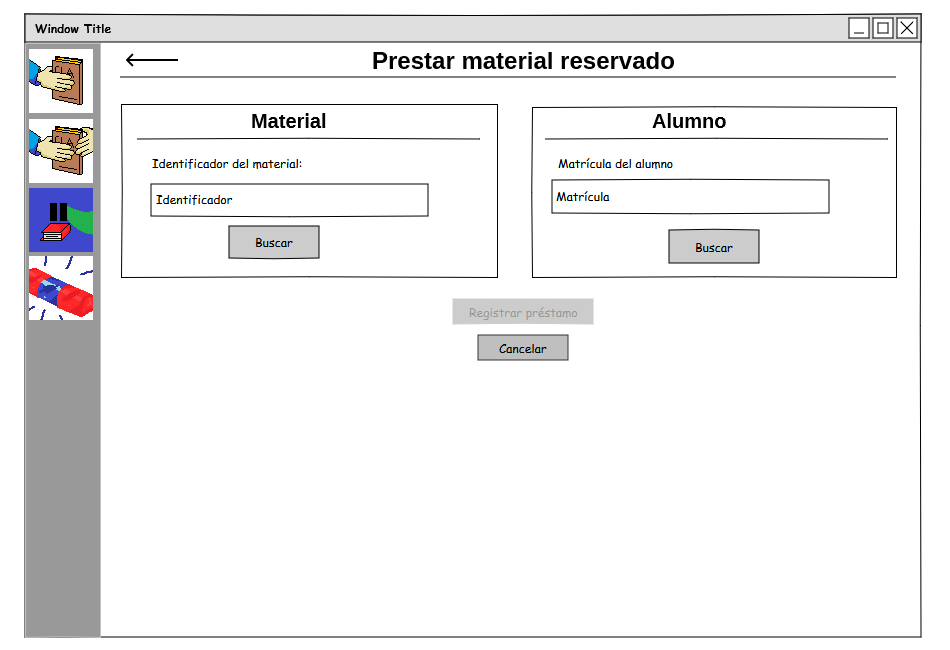 Window Title
Prestar material reservado
Material
Identificador del material:
Identificador
Buscar
Alumno
Matrícula del alumno
Matrícula
Buscar
Registrar préstamo
Cancelar